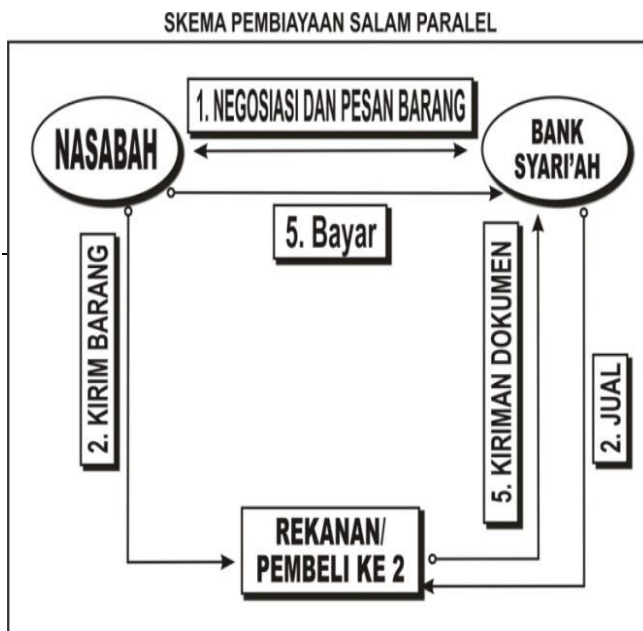 SKEMA PEMBIAYAAN SALAM PARALEL
1. NEGOSIASI DAN PESAN BARANG
NASABAH
BANK
SYARI'AH
5. Bayar
2. KIRIM BARANG
5. KIRIMAN DOKUMEN
2. JUAL
REKANAN/
PEMBELI KE 2